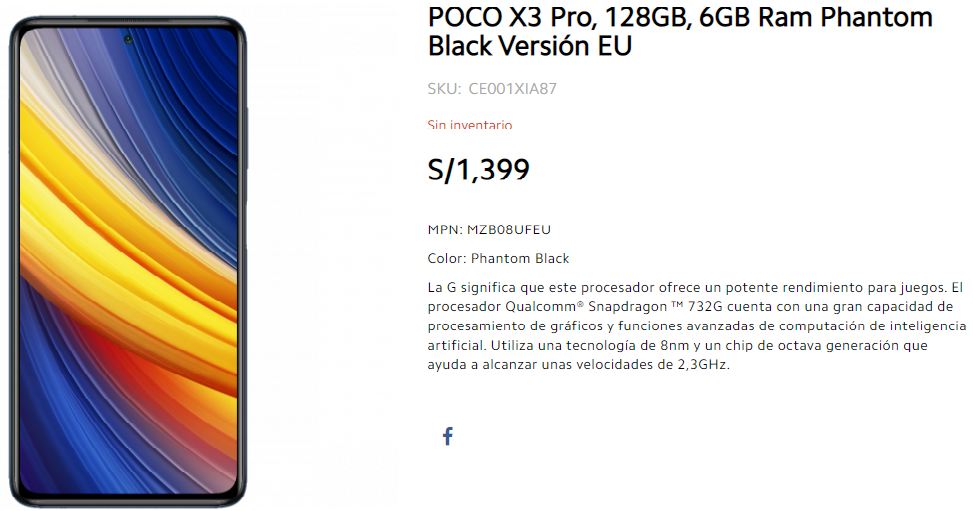 POCO X3 Pro, 128GB, 6GB Ram Phantom
Black Versión EU
SKU: CE001XIA87
Sin inventario
S/1,399
MPN: MZB08UFEU
Color: Phantom Black
La G significa que este procesador ofrece un potente rendimiento para juegos. El
procesador Qualcomm® Snapdragon ™ 732G cuenta con una gran capacidad de
procesamiento de gráficos y funciones avanzadas de computación de inteligencia
artificial. Utiliza una tecnología de 8nm y un chip de octava generación que
ayuda a alcanzar unas velocidades de 2,3GHz.